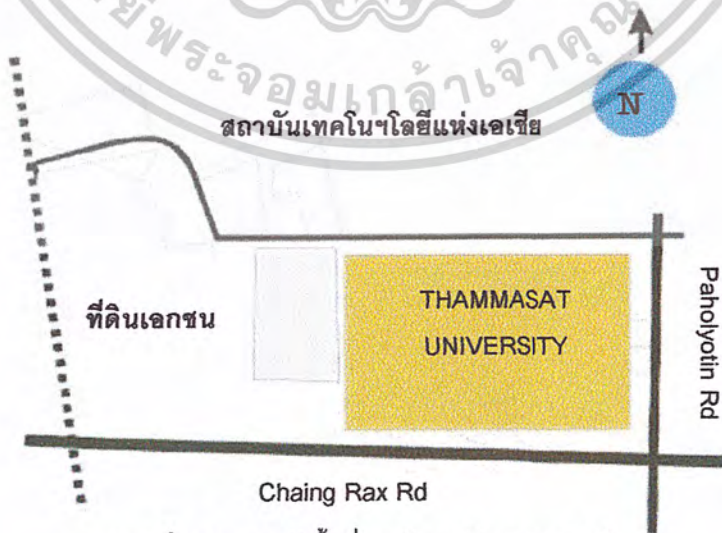 พระจอมเกล้าเจ้าคุณ
N
สถาบันเทคโนฯโลยีแห่งเอเชีย
ที่ดินเอกชน
THAMMASAT
UNIVERSITY
Paholyotin Rd
Chaing Rax Rd